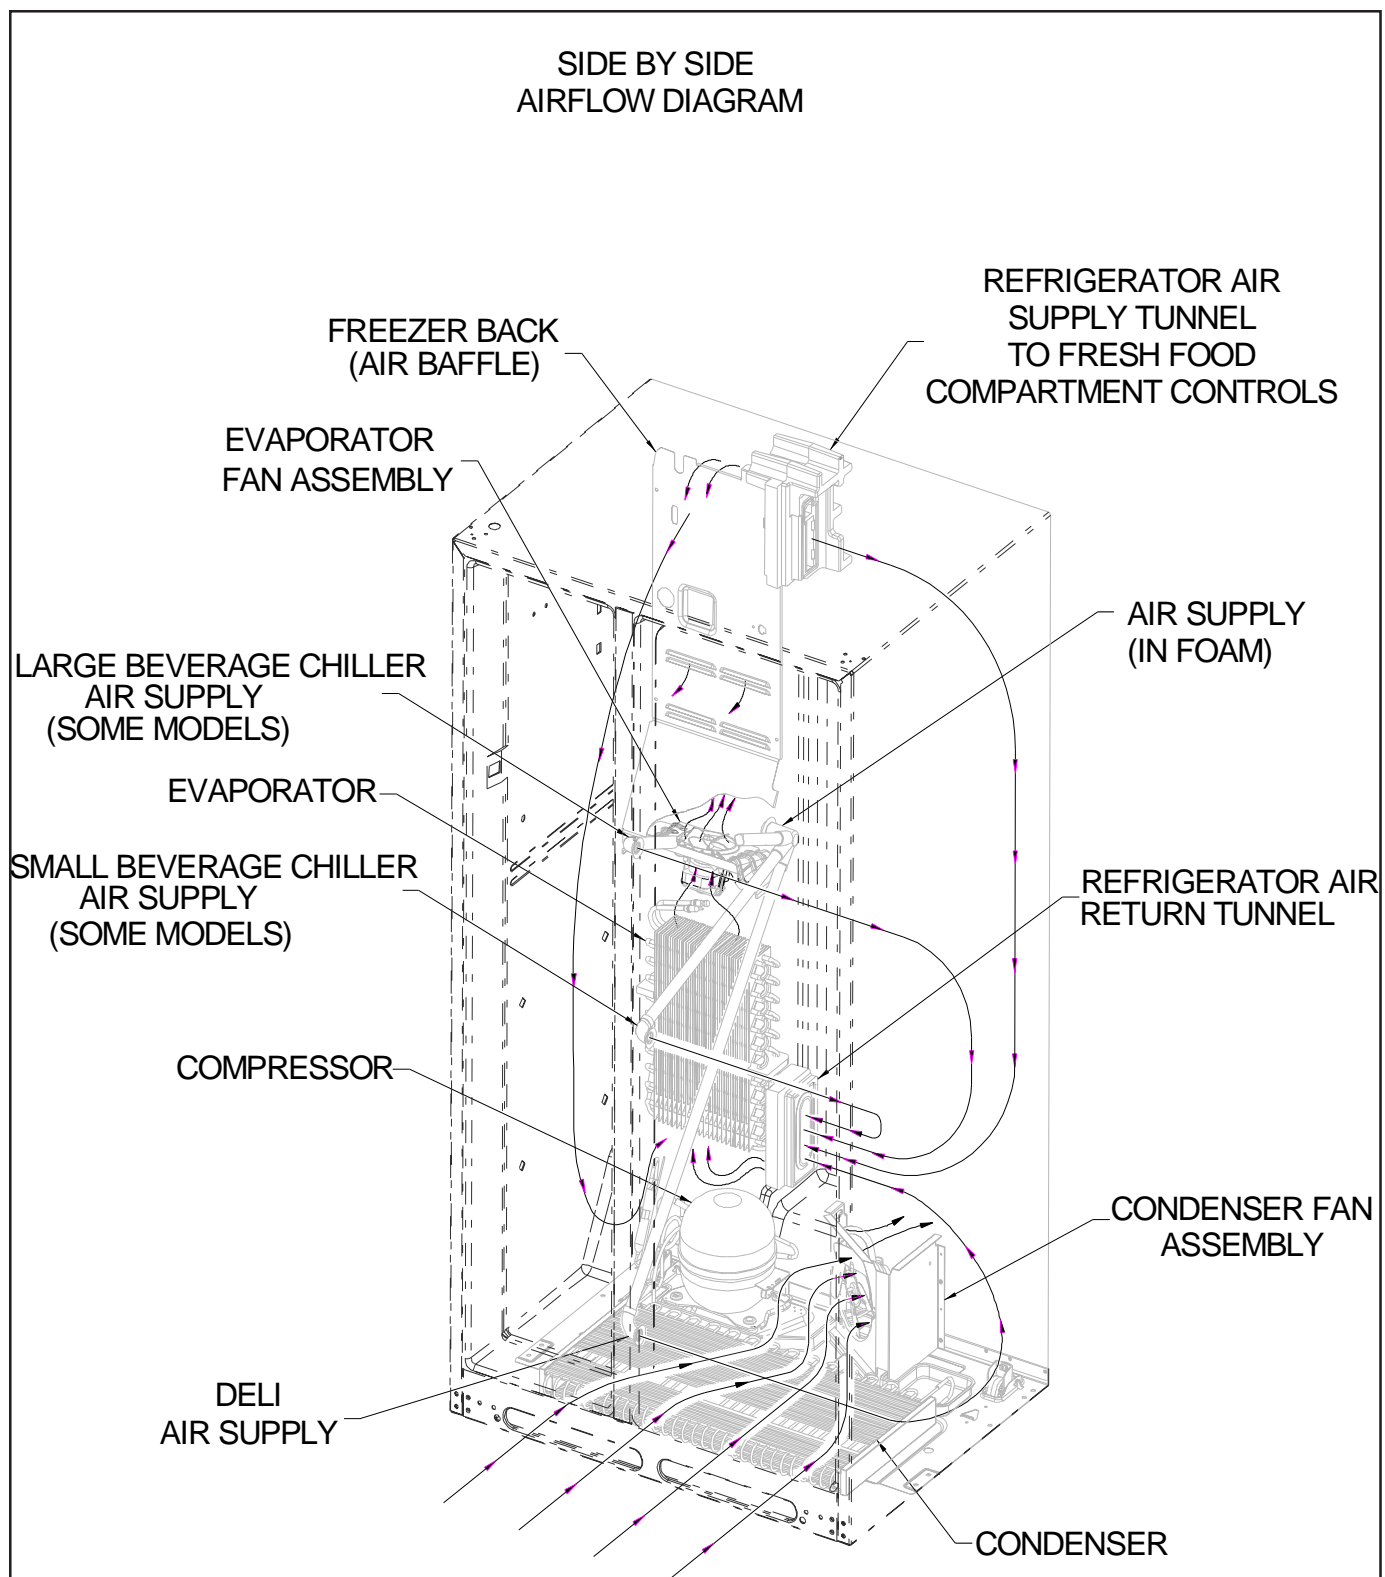 SIDE BY SIDE
AIRFLOW DIAGRAM
REFRIGERATOR AIR
SUPPLY TUNNEL
TO FRESH FOOD
COMPARTMENT CONTROLS
FREEZER BACK
(AIR BAFFLE)
EVAPORATOR
FAN ASSEMBLY
AIR SUPPLY
(IN FOAM)
LARGE BEVERAGE CHILLER
AIR SUPPLY
(SOME MODELS)
EVAPORATOR
SMALL BEVERAGE CHILLER
AIR SUPPLY
(SOME MODELS)
REFRIGERATOR AIR
RETURN TUNNEL
COMPRESSOR
CONDENSER FAN
ASSEMBLY
DELI
AIR SUPPLY
CONDENSER